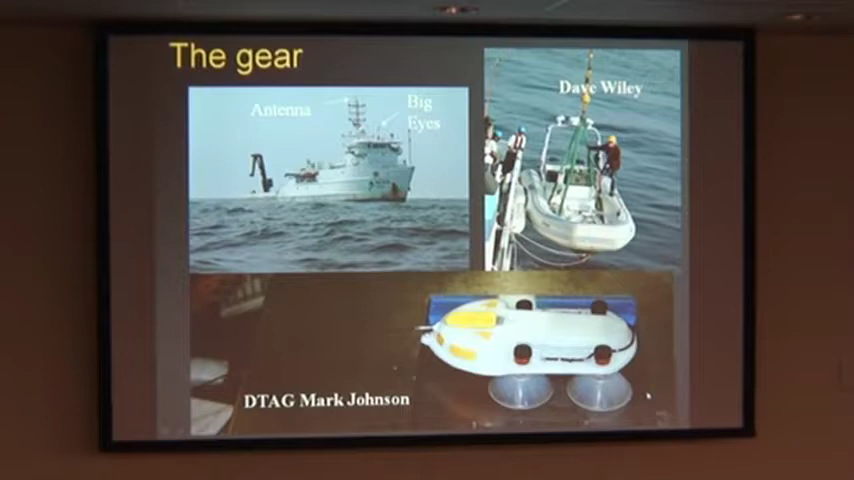 The gear
Antenna
Big
Eyes
Dave Wiley
DTAG Mark Johnson